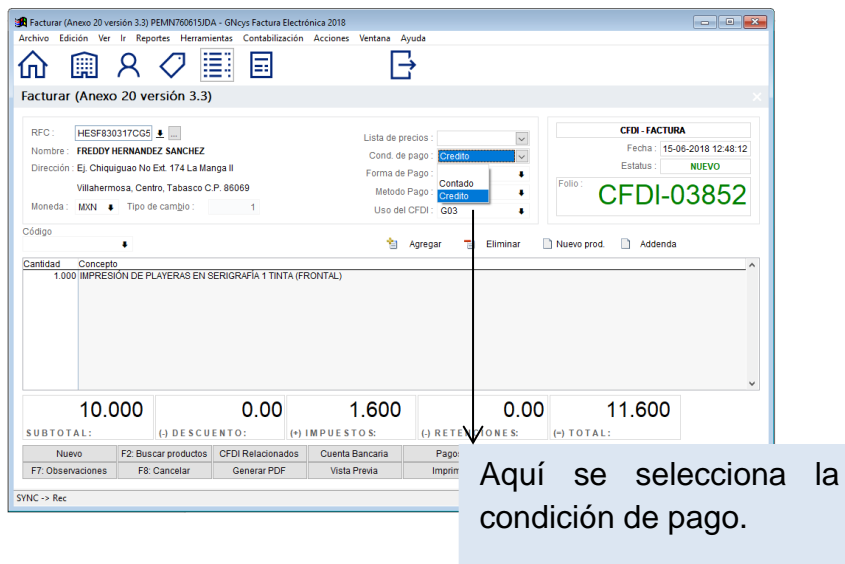 Facturar (Anexo 20 versión 3.3) PEMN760615JDA - GNcys Factura Electrónica 2018
Archivo Edición Ver Ir Reportes Herramientas Contabilización Acciones Ventana Ayuda
Facturar (Anexo 20 versión 3.3)
RFC : HESF830317CG5 ...
Nombre : FREDDY HERNANDEZ SANCHEZ
Dirección : Ej. Chiquiguao No Ext. 174 La Manga II
Villahermosa, Centro, Tabasco C.P. 86069
Moneda : MXN Tipo de cambio : 1
Lista de precios :
Cond. de pago : Credito
Forma de Pago :
Contado
Metodo Pago :
Credito
Uso del CFDI : G03
CFDI - FACTURA
Fecha : 15-06-2018 12:48:12
Estatus : NUEVO
Folio :
CFDI-03852
Código
Agregar Eliminar Nuevo prod. Addenda
Cantidad Concepto
1.000 IMPRESIÓN DE PLAYERAS EN SERIGRAFÍA 1 TINTA (FRONTAL)
10.000 0.00 1.600 0.00 11.600
SUBTOTAL: (-) DESCUENTO: (+) IMPUESTOS: (-) RETENCIONES: (=) TOTAL:
Nuevo F2: Buscar productos CFDI Relacionados Cuenta Bancaria Pagos
F7: Observaciones F8: Cancelar Generar PDF Vista Previa Imprim
SYNC -> Rec
Aquí se selecciona la
condición de pago.